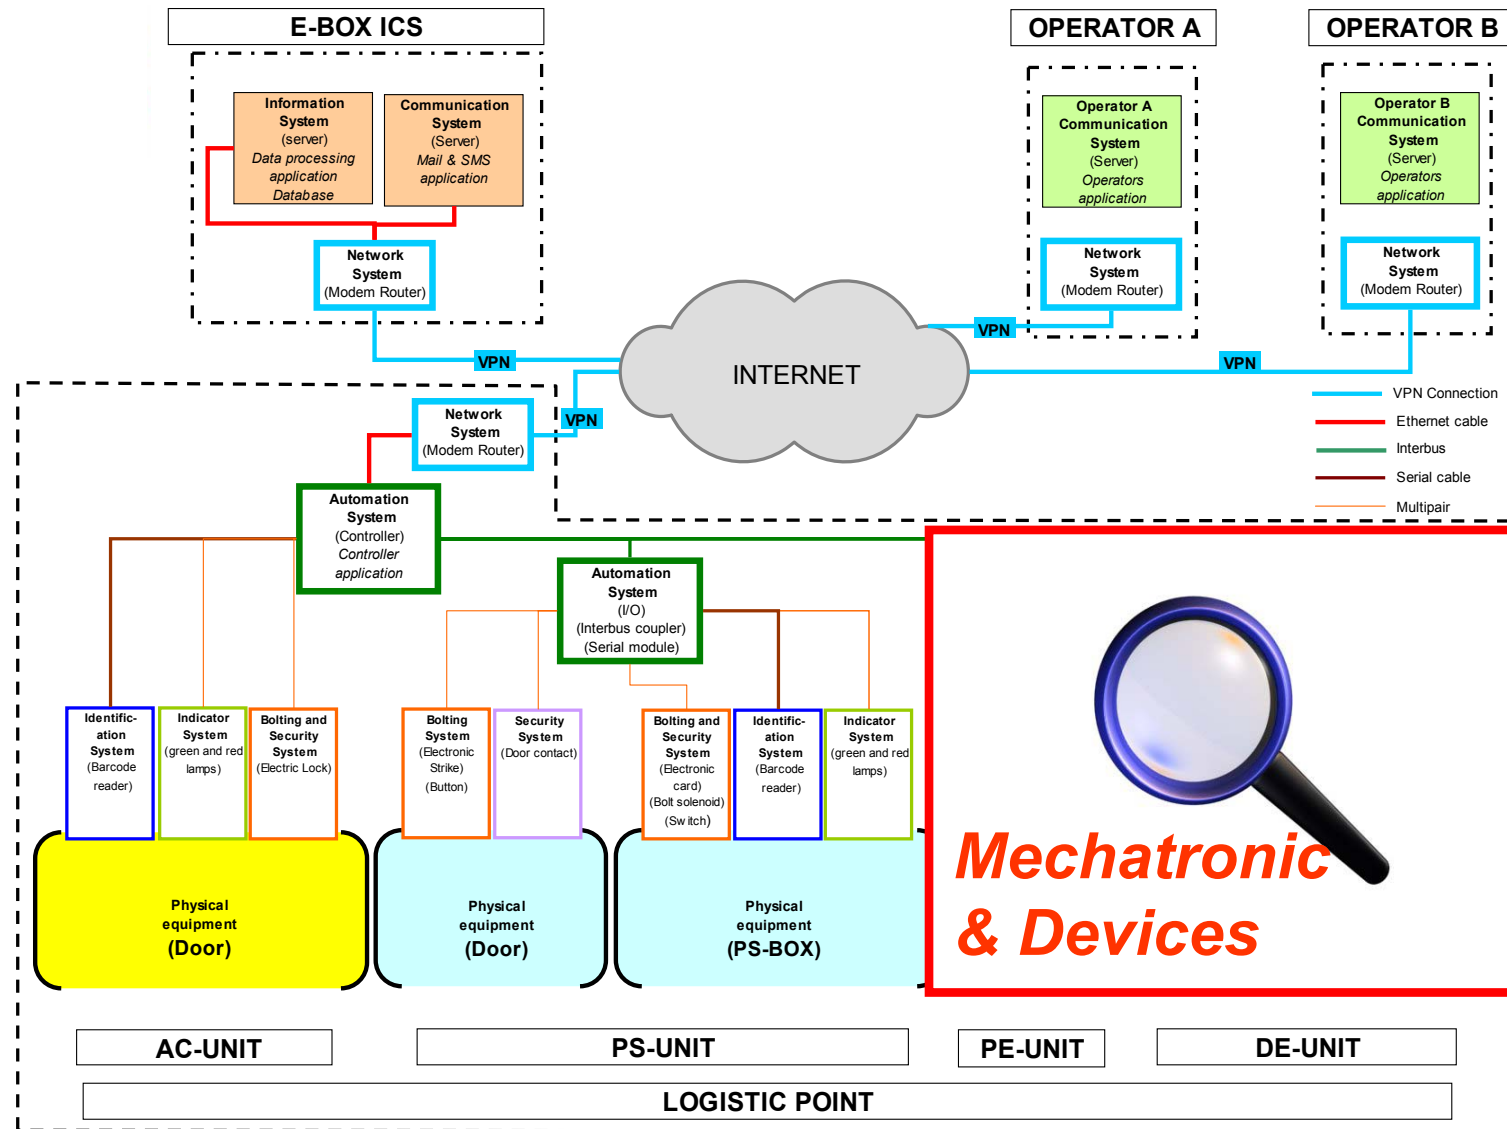 E-BOX ICS
OPERATOR A
OPERATOR B
Information
System
(server)
Data processing
application
Database
Communication
System
(Server)
Mail & SMS
application
Operator A
Communication
System
(Server)
Operators
application
Operator B
Communication
System
(Server)
Operators
application
Network
System
(Modem Router)
Network
System
(Modem Router)
Network
System
(Modem Router)
VPN
VPN
VPN
INTERNET
VPN Connection
Ethernet cable
Interbus
Serial cable
Multipair
Network
System
(Modem Router)
VPN
Automation
System
(Controller)
Controller
application
Automation
System
(I/O)
(Interbus coupler)
(Serial module)
Identific-
ation
System
(Barcode
reader)
Indicator
System
(green and red
lamps)
Bolting and
Security
System
(Electric Lock)
Bolting
System
(Electronic
Strike)
(Button)
Security
System
(Door contact)
Bolting and
Security
System
(Electronic
card)
(Bolt solenoid)
(Switch)
Identific-
ation
System
(Barcode
reader)
Indicator
System
(green and red
lamps)
Physical
equipment
(Door)
Physical
equipment
(Door)
Physical
equipment
(PS-BOX)
Mechatronic
& Devices
AC-UNIT
PS-UNIT
PE-UNIT
DE-UNIT
LOGISTIC POINT